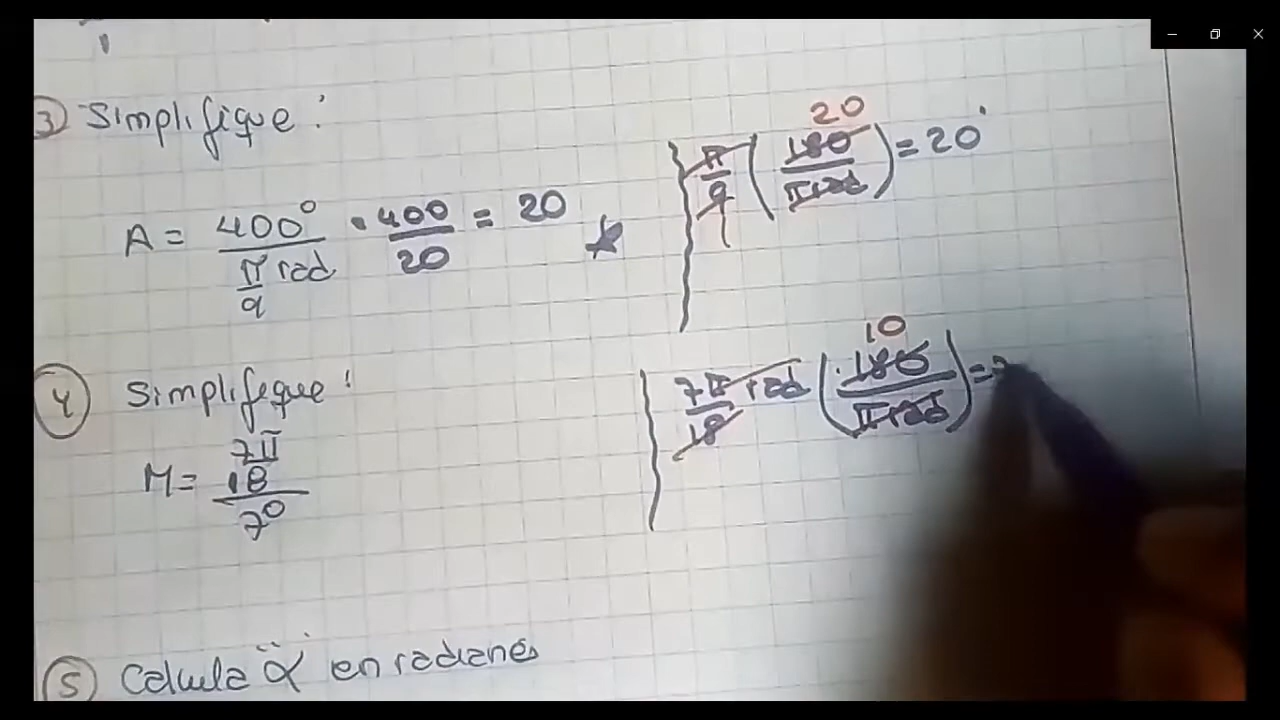 3 Simplifique:
A = 400° / (π/9 rad) = 400/20 = 20
π/9 (180/π rad) = 20°
20
4 Simplifeque:
M = (7π/18) / 7°
7π/18 rad (180/π rad) =
10
5 Calcula "α" en radianes